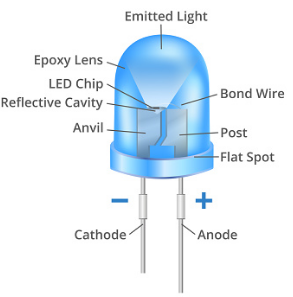 Emitted Light
Epoxy Lens
LED Chip
Reflective Cavity
Bond Wire
Anvil
Post
Flat Spot
− +
Cathode
Anode